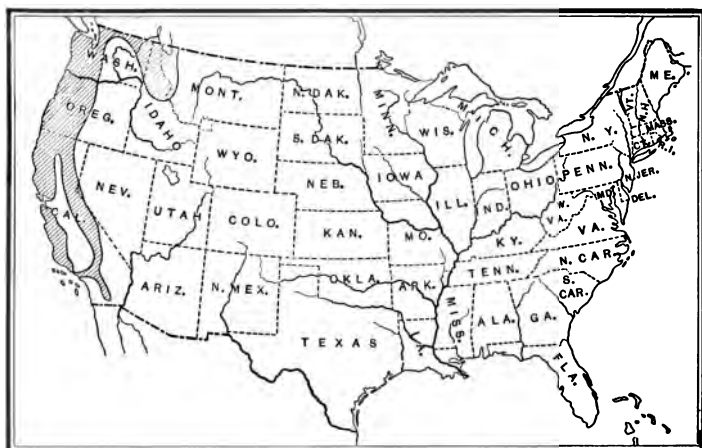 WASH.
MONT.
N. DAK.
MINN.
ME.
OREG.
IDAHO
S. DAK.
WIS.
MICH.
VT.
N.H.
MASS.
N. Y.
WYO.
NEB.
IOWA
PENN.
N. JER.
NEV.
UTAH
COLO.
ILL.
IND.
OHIO
MD.
DEL.
W. VA.
CAL.
KAN.
MO.
KY.
VA.
ARIZ.
N. MEX.
OKLA.
ARK.
TENN.
N. CAR.
S. CAR.
TEXAS
MISS.
ALA.
GA.
FLA.